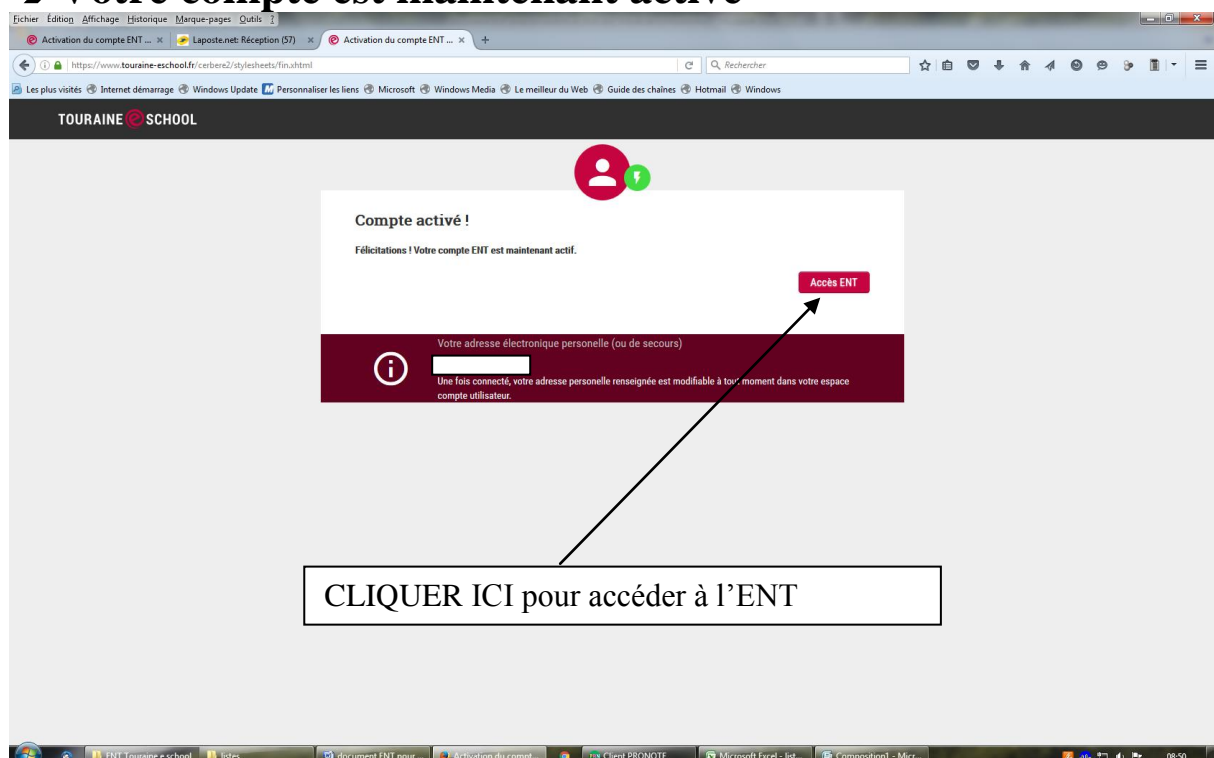 2 Votre compte est maintenant activé
Fichier Édition Affichage Historique Marque-pages Outils ?
Activation du compte ENT ... × Laposte.net: Réception (57) × Activation du compte ENT ... × +
https://www.touraine-eschool.fr/cerbere2/stylesheets/fin.xhtml Rechercher
Les plus visités Internet démarrage Windows Update Personnaliser les liens Microsoft Windows Media Le meilleur du Web Guide des chaînes Hotmail Windows
TOURAINE e SCHOOL
Compte activé !
Félicitations ! Votre compte ENT est maintenant actif.
Accès ENT
Votre adresse électronique personelle (ou de secours)
Une fois connecté, votre adresse personelle renseignée est modifiable à tout moment dans votre espace
compte utilisateur.
CLIQUER ICI pour accéder à l’ENT
ENT Touraine e school listes document ENT pour ... Activation du compt... Client PRONOTE Microsoft Excel - list... Composition1 - Micr... 08:50